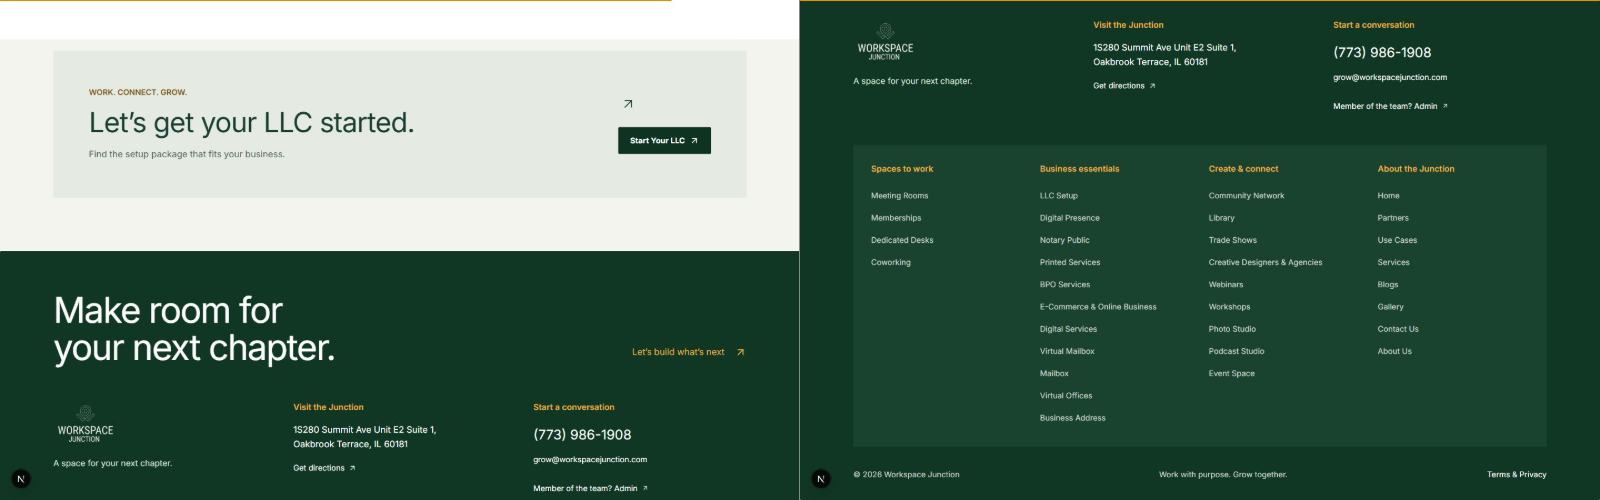 WORK. CONNECT. GROW.
Let’s get your LLC started.
Find the setup package that fits your business.
Start Your LLC
Make room for
your next chapter.
Let’s build what’s next
WORKSPACE
JUNCTION
A space for your next chapter.
Visit the Junction
1S280 Summit Ave Unit E2 Suite 1,
Oakbrook Terrace, IL 60181
Get directions
Start a conversation
(773) 986-1908
grow@workspacejunction.com
Member of the team? Admin
N
WORKSPACE
JUNCTION
A space for your next chapter.
Visit the Junction
1S280 Summit Ave Unit E2 Suite 1,
Oakbrook Terrace, IL 60181
Get directions
Start a conversation
(773) 986-1908
grow@workspacejunction.com
Member of the team? Admin
Spaces to work
Meeting Rooms
Memberships
Dedicated Desks
Coworking
Business essentials
LLC Setup
Digital Presence
Notary Public
Printed Services
BPO Services
E-Commerce & Online Business
Digital Services
Virtual Mailbox
Mailbox
Virtual Offices
Business Address
Create & connect
Community Network
Library
Trade Shows
Creative Designers & Agencies
Webinars
Workshops
Photo Studio
Podcast Studio
Event Space
About the Junction
Home
Partners
Use Cases
Services
Blogs
Gallery
Contact Us
About Us
N
© 2026 Workspace Junction
Work with purpose. Grow together.
Terms & Privacy